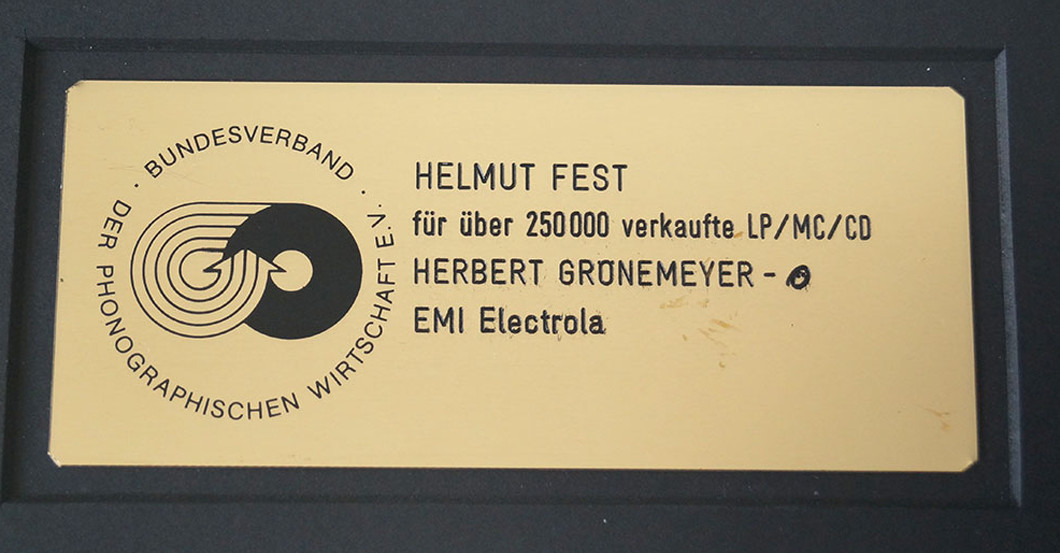 · BUNDESVERBAND ·
DER PHONOGRAPHISCHEN WIRTSCHAFT E.V.
HELMUT FEST
für über 250000 verkaufte LP/MC/CD
HERBERT GRÖNEMEYER - Ö
EMI Electrola